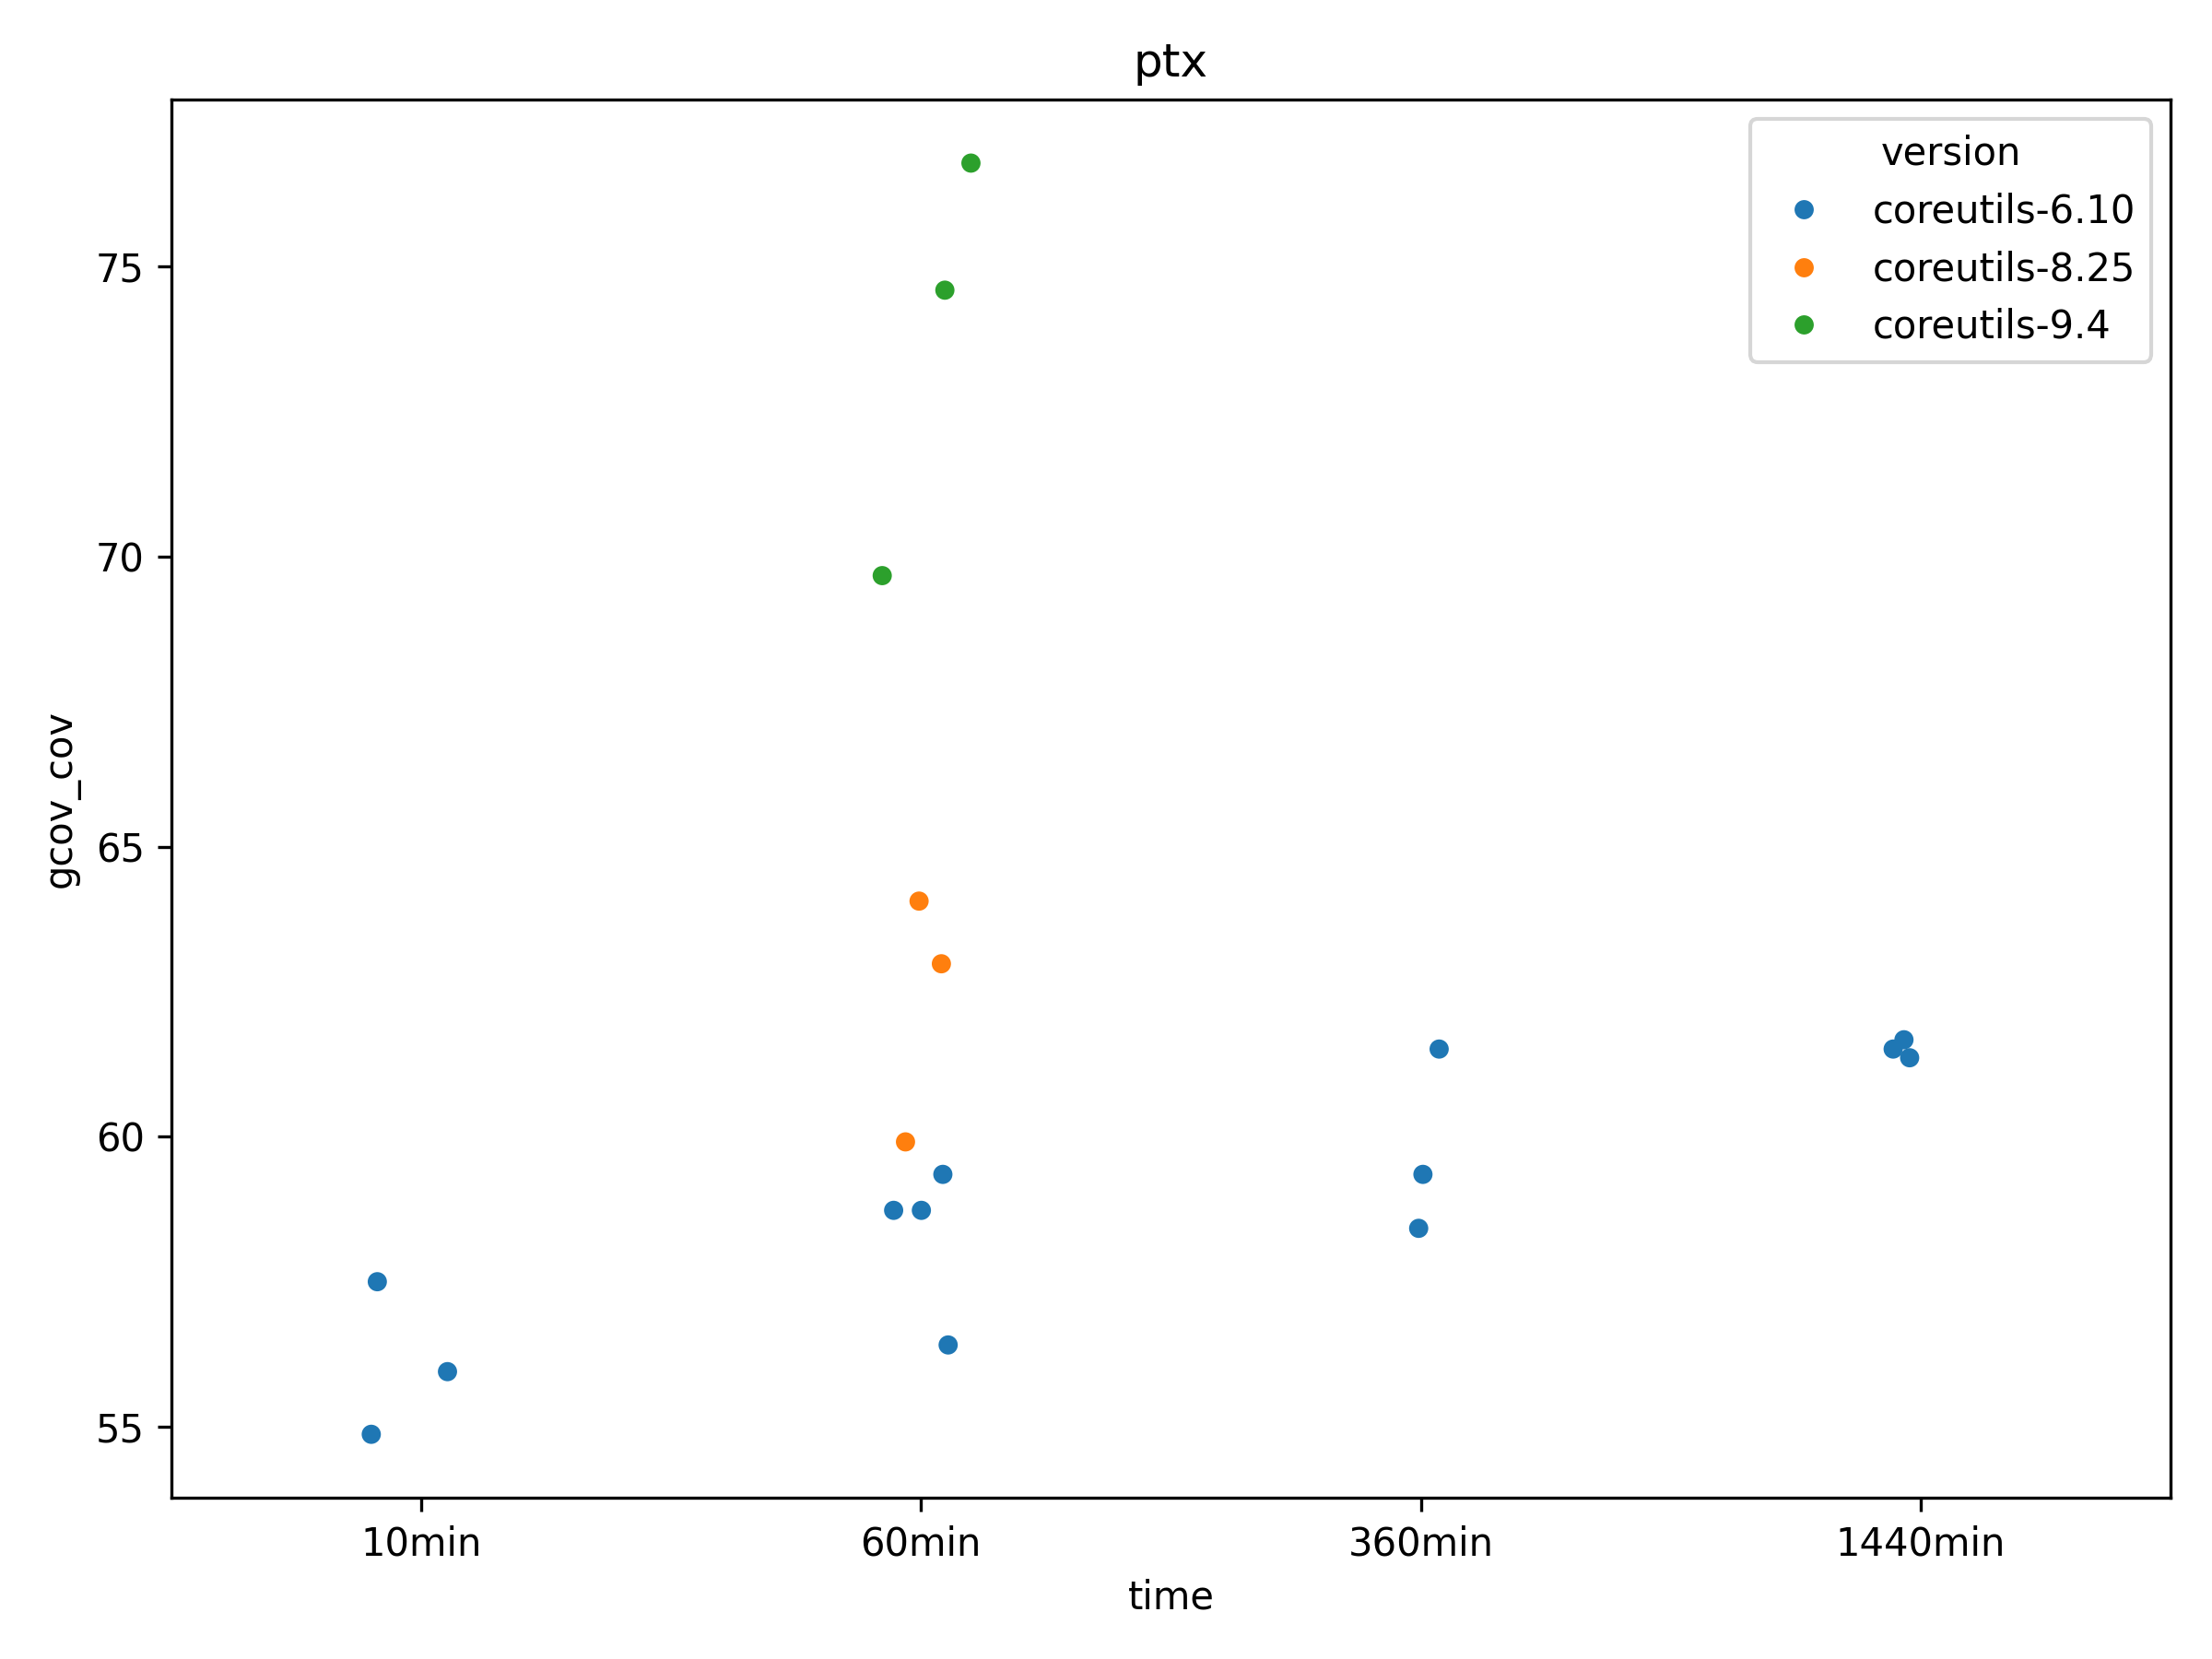 ptx
version
coreutils-6.10
coreutils-8.25
coreutils-9.4
75
70
65
60
55
gcov_cov
10min
60min
360min
1440min
time